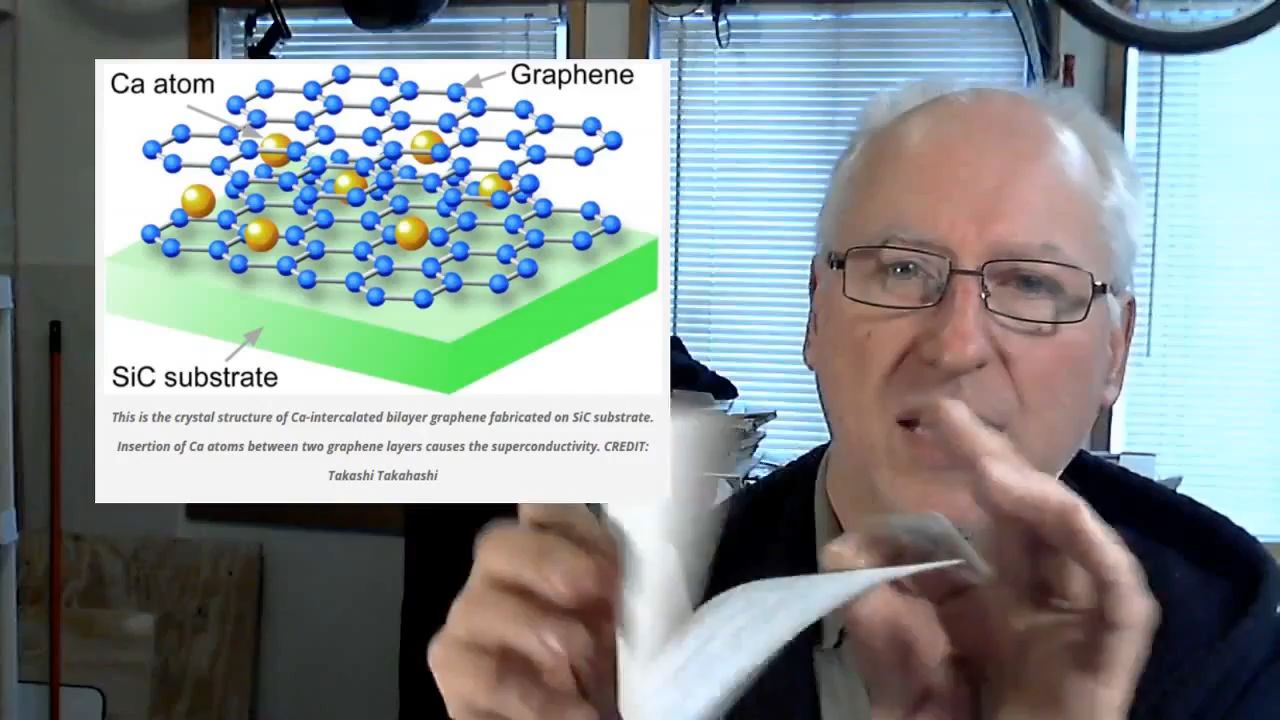 Ca atom
Graphene
SiC substrate
This is the crystal structure of Ca-intercalated bilayer graphene fabricated on SiC substrate.
Insertion of Ca atoms between two graphene layers causes the superconductivity. CREDIT:
Takashi Takahashi